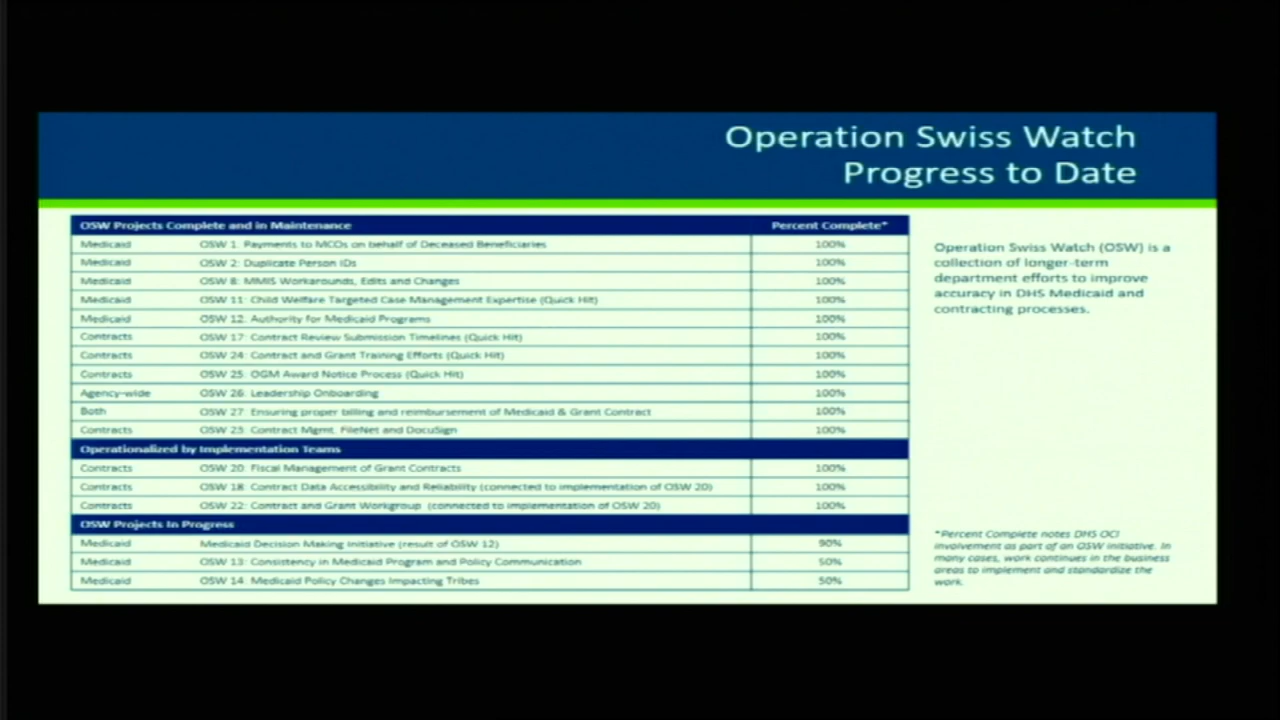 Operation Swiss Watch
Progress to Date
OSW Projects Complete and in Maintenance Percent Complete*
Medicaid OSW 1: Payments to MCOs on behalf of Deceased Beneficiaries 100%
Medicaid OSW 2: Duplicate Person IDs 100%
Medicaid OSW 8: MMIS Workarounds, Edits and Changes 100%
Medicaid OSW 11: Child Welfare Targeted Case Management Expertise (Quick Hit) 100%
Medicaid OSW 12: Authority for Medicaid Programs 100%
Contracts OSW 17: Contract Review Submission Timelines (Quick Hit) 100%
Contracts OSW 24: Contract and Grant Training Efforts (Quick Hit) 100%
Contracts OSW 25: OGM Award Notice Process (Quick Hit) 100%
Agency-wide OSW 26: Leadership Onboarding 100%
Both OSW 27: Ensuring proper billing and reimbursement of Medicaid & Grant Contract 100%
Contracts OSW 23: Contract Mgmt. FileNet and DocuSign 100%
Operationalized by Implementation Teams
Contracts OSW 20: Fiscal Management of Grant Contracts 100%
Contracts OSW 18: Contract Data Accessibility and Reliability (connected to implementation of OSW 20) 100%
Contracts OSW 22: Contract and Grant Workgroup (connected to implementation of OSW 20) 100%
OSW Projects In Progress
Medicaid Medicaid Decision Making Initiative (result of OSW 12) 90%
Medicaid OSW 13: Consistency in Medicaid Program and Policy Communication 50%
Medicaid OSW 14: Medicaid Policy Changes Impacting Tribes 50%
Operation Swiss Watch (OSW) is a
collection of longer-term
department efforts to improve
accuracy in DHS Medicaid and
contracting processes.
*Percent Complete notes DHS OCI
involvement as part of an OSW initiative. In
many cases, work continues in the business
areas to implement and standardize the
work.